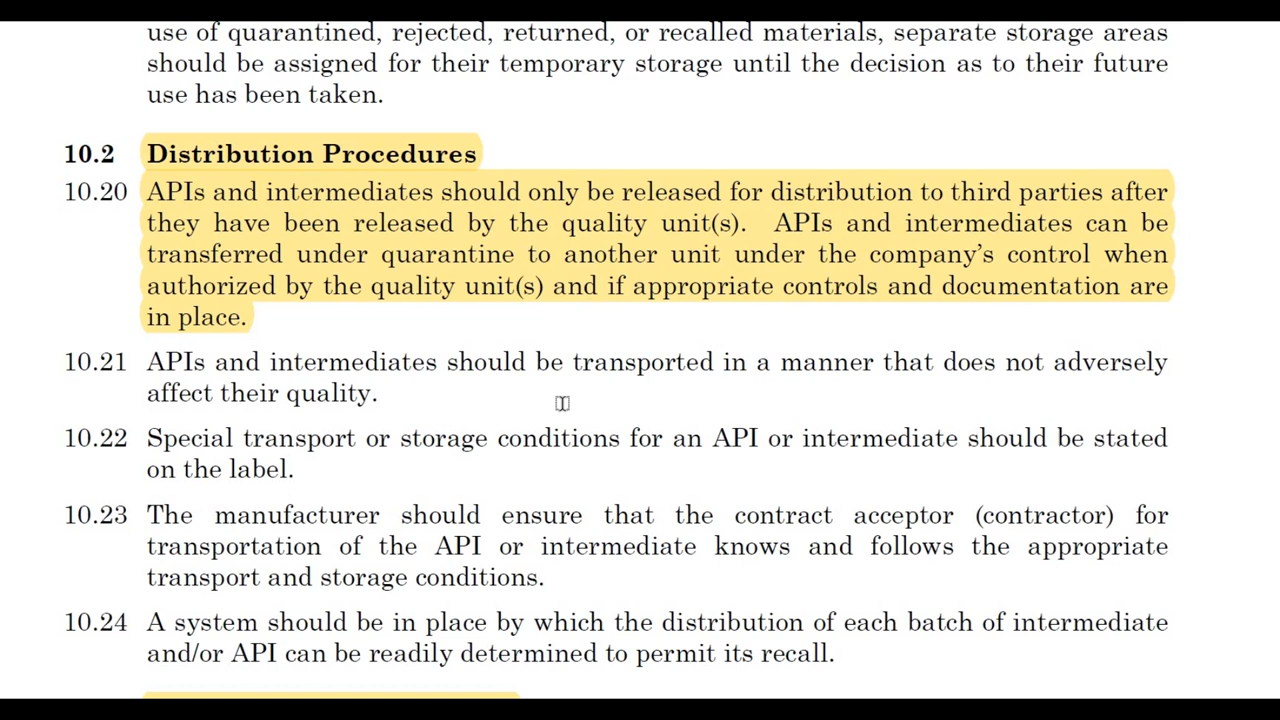 use of quarantined, rejected, returned, or recalled materials, separate storage areas
should be assigned for their temporary storage until the decision as to their future
use has been taken.
10.2 Distribution Procedures
10.20 APIs and intermediates should only be released for distribution to third parties after
they have been released by the quality unit(s). APIs and intermediates can be
transferred under quarantine to another unit under the company's control when
authorized by the quality unit(s) and if appropriate controls and documentation are
in place.
10.21 APIs and intermediates should be transported in a manner that does not adversely
affect their quality.
10.22 Special transport or storage conditions for an API or intermediate should be stated
on the label.
10.23 The manufacturer should ensure that the contract acceptor (contractor) for
transportation of the API or intermediate knows and follows the appropriate
transport and storage conditions.
10.24 A system should be in place by which the distribution of each batch of intermediate
and/or API can be readily determined to permit its recall.